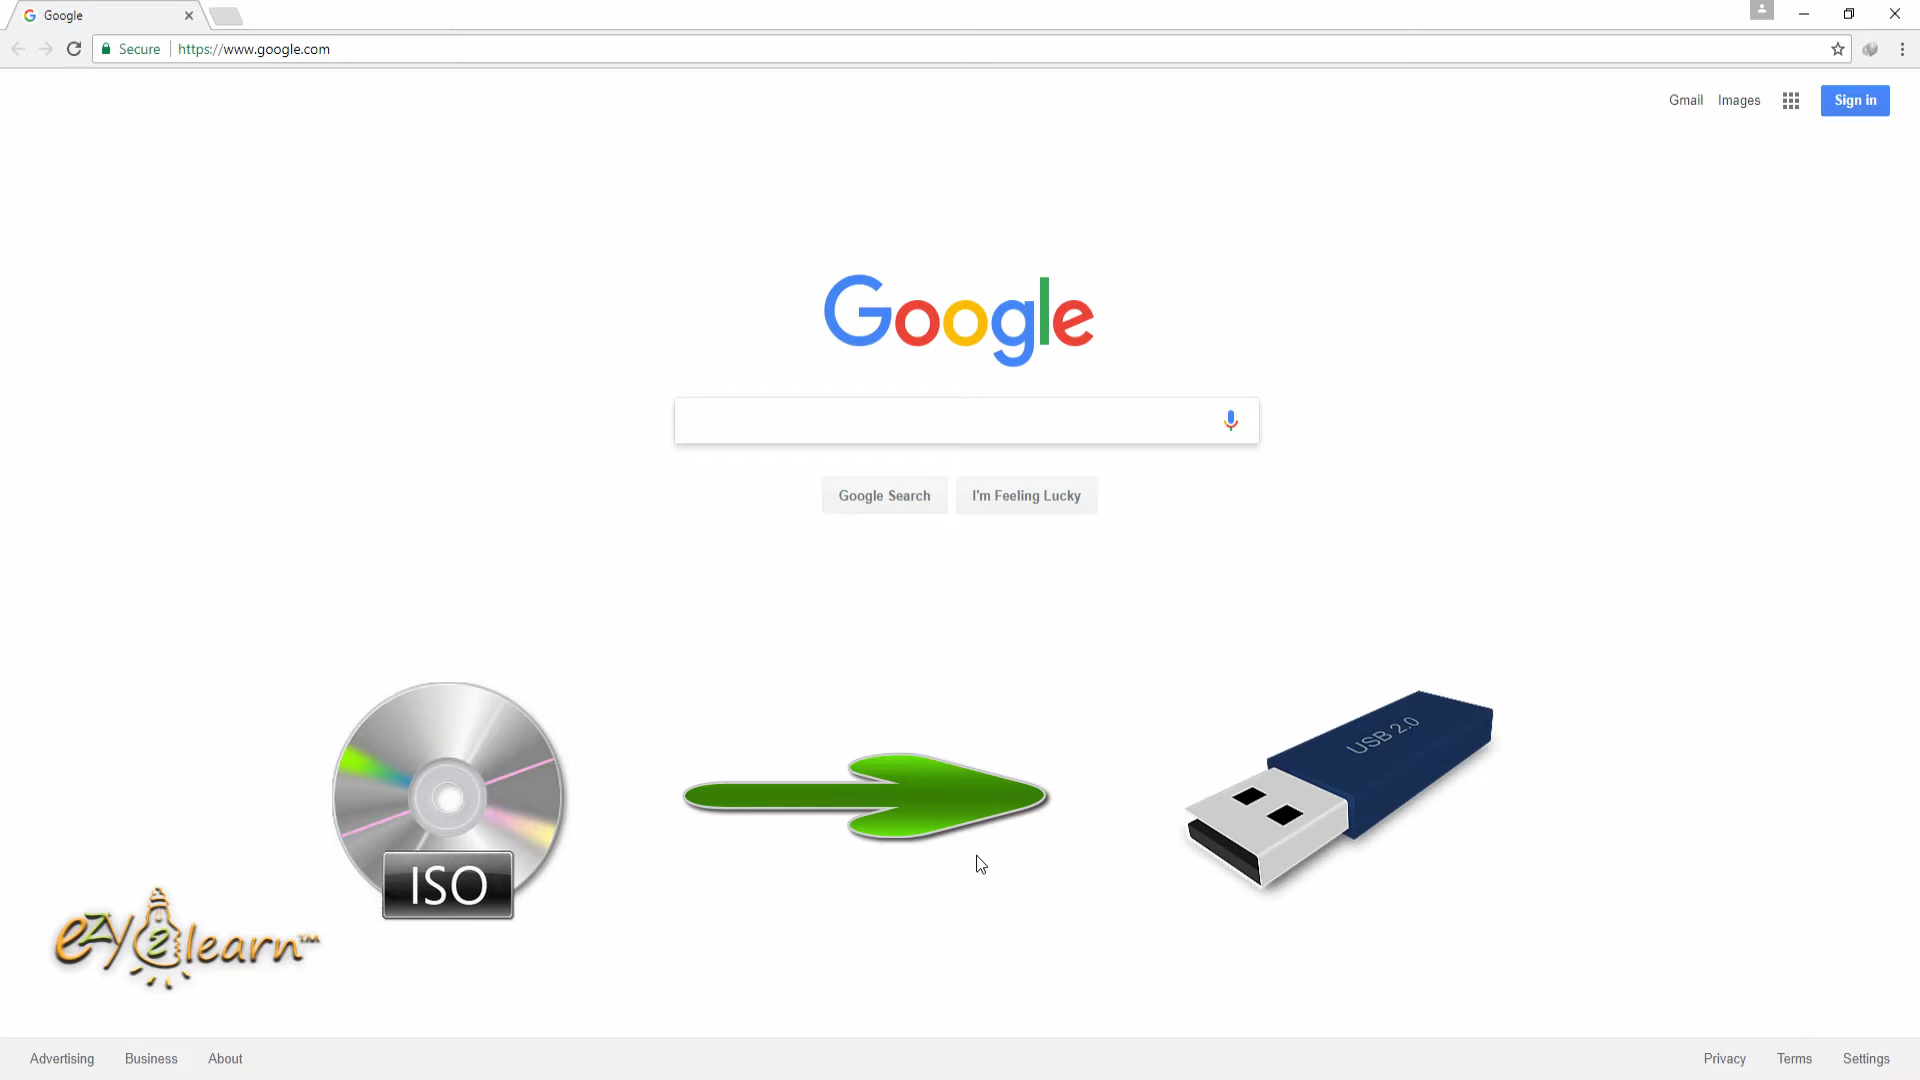 Google
Secure
https://www.google.com
Gmail
Images
Sign in
Google
Google Search
I'm Feeling Lucky
USB 2.0
ISO
ezy2learn™
Advertising
Business
About
Privacy
Terms
Settings